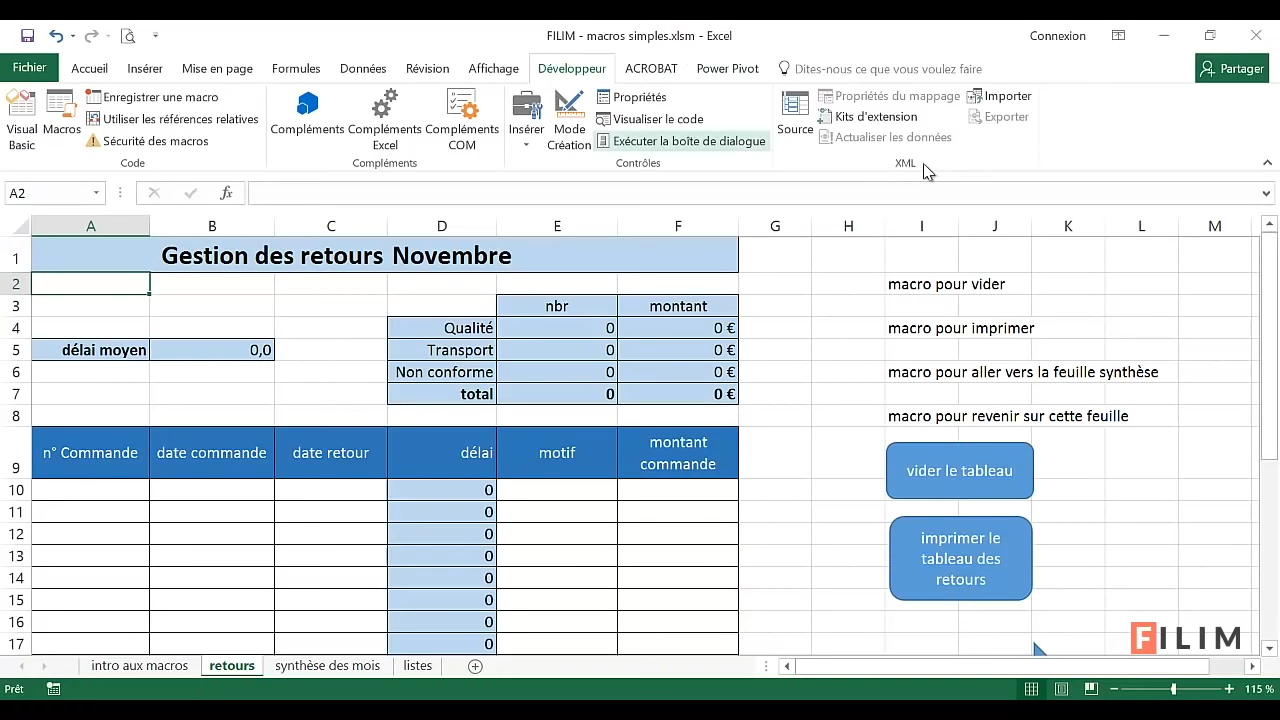 FILIM - macros simples.xlsm - Excel
Connexion
Fichier Accueil Insérer Mise en page Formules Données Révision Affichage Développeur ACROBAT Power Pivot Dites-nous ce que vous voulez faire Partager
Visual Basic
Macros
Enregistrer une macro
Utiliser les références relatives
Sécurité des macros
Code
Compléments
Compléments Excel
Compléments COM
Compléments
Insérer
Mode Création
Propriétés
Visualiser le code
Exécuter la boîte de dialogue
Contrôles
Source
Propriétés du mappage
Kits d'extension
Actualiser les données
Importer
Exporter
XML
A2 fx
A B C D E F G H I J K L M
1 Gestion des retours Novembre
2 macro pour vider
3 nbr montant
4 Qualité 0 0 € macro pour imprimer
5 délai moyen 0,0 Transport 0 0 €
6 Non conforme 0 0 € macro pour aller vers la feuille synthèse
7 total 0 0 €
8 macro pour revenir sur cette feuille
9 n° Commande date commande date retour délai motif montant commande
vider le tableau
10 0
11 0
12 0
13 0
14 0
15 0
16 0
17 0
imprimer le
tableau des
retours
FILIM
intro aux macros retours synthèse des mois listes
Prêt 115 %